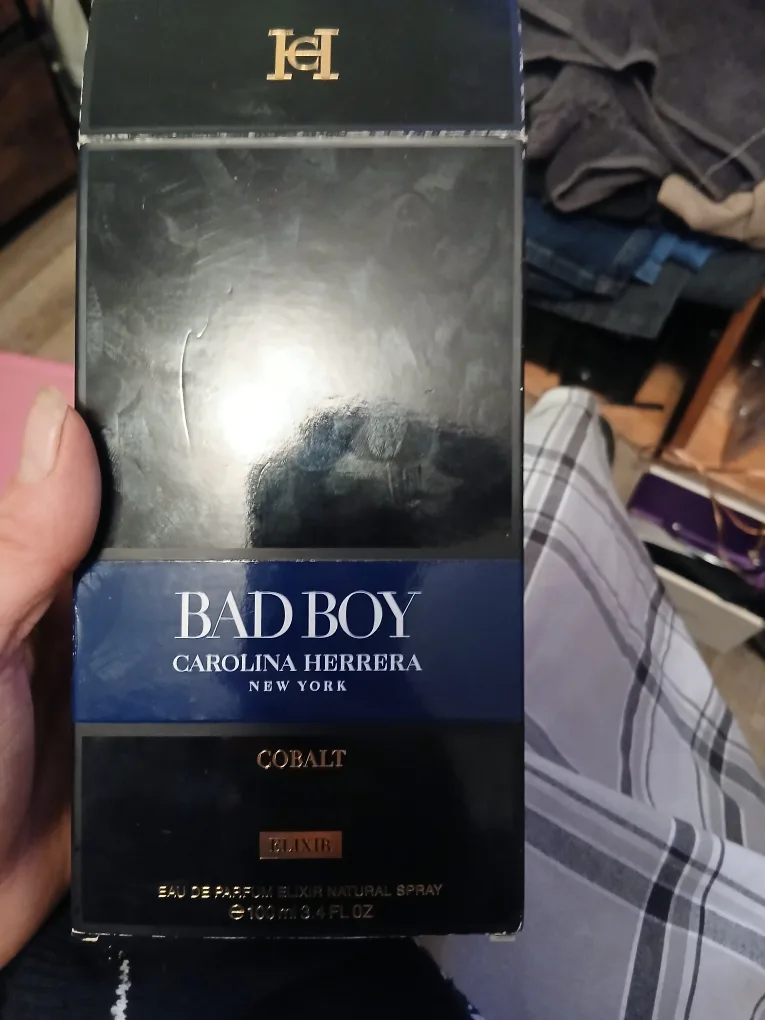 CH
BAD BOY
CAROLINA HERRERA
NEW YORK
COBALT
ELIXIR
EAU DE PARFUM ELIXIR NATURAL SPRAY
℮100 ml 3.4 FL OZ